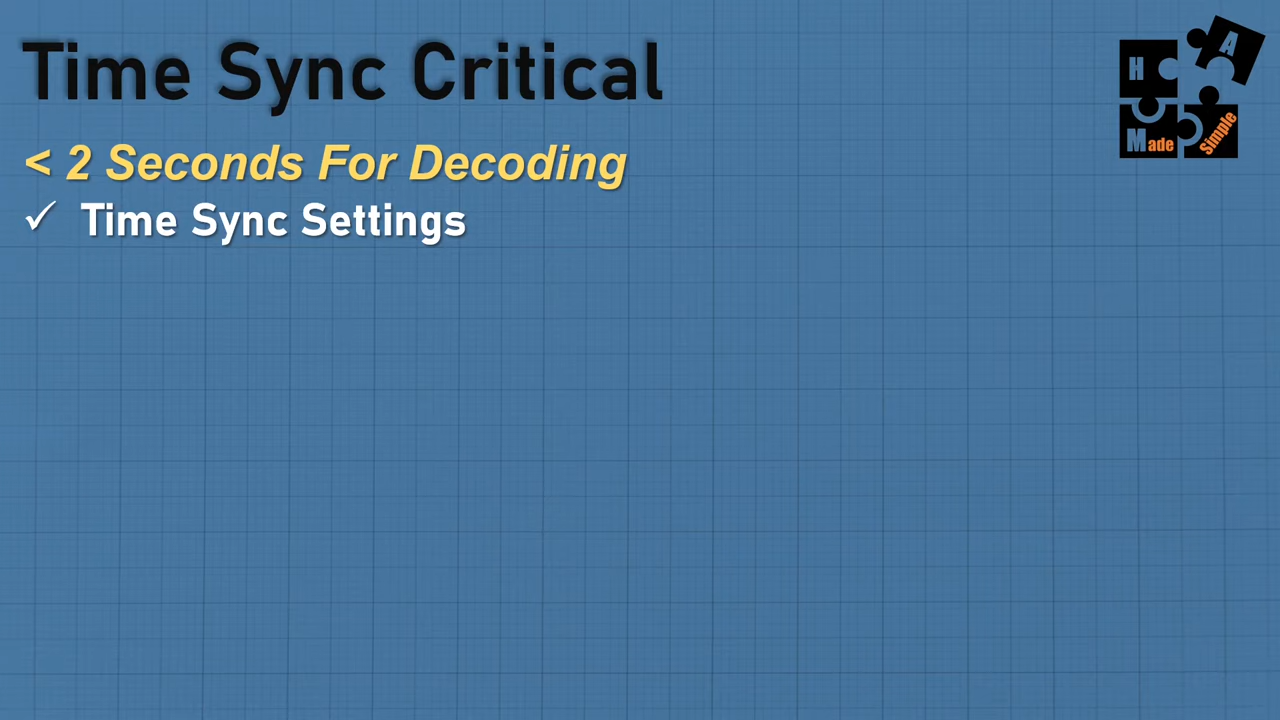 Time Sync Critical
< 2 Seconds For Decoding
✓ Time Sync Settings
H A
Made Simple